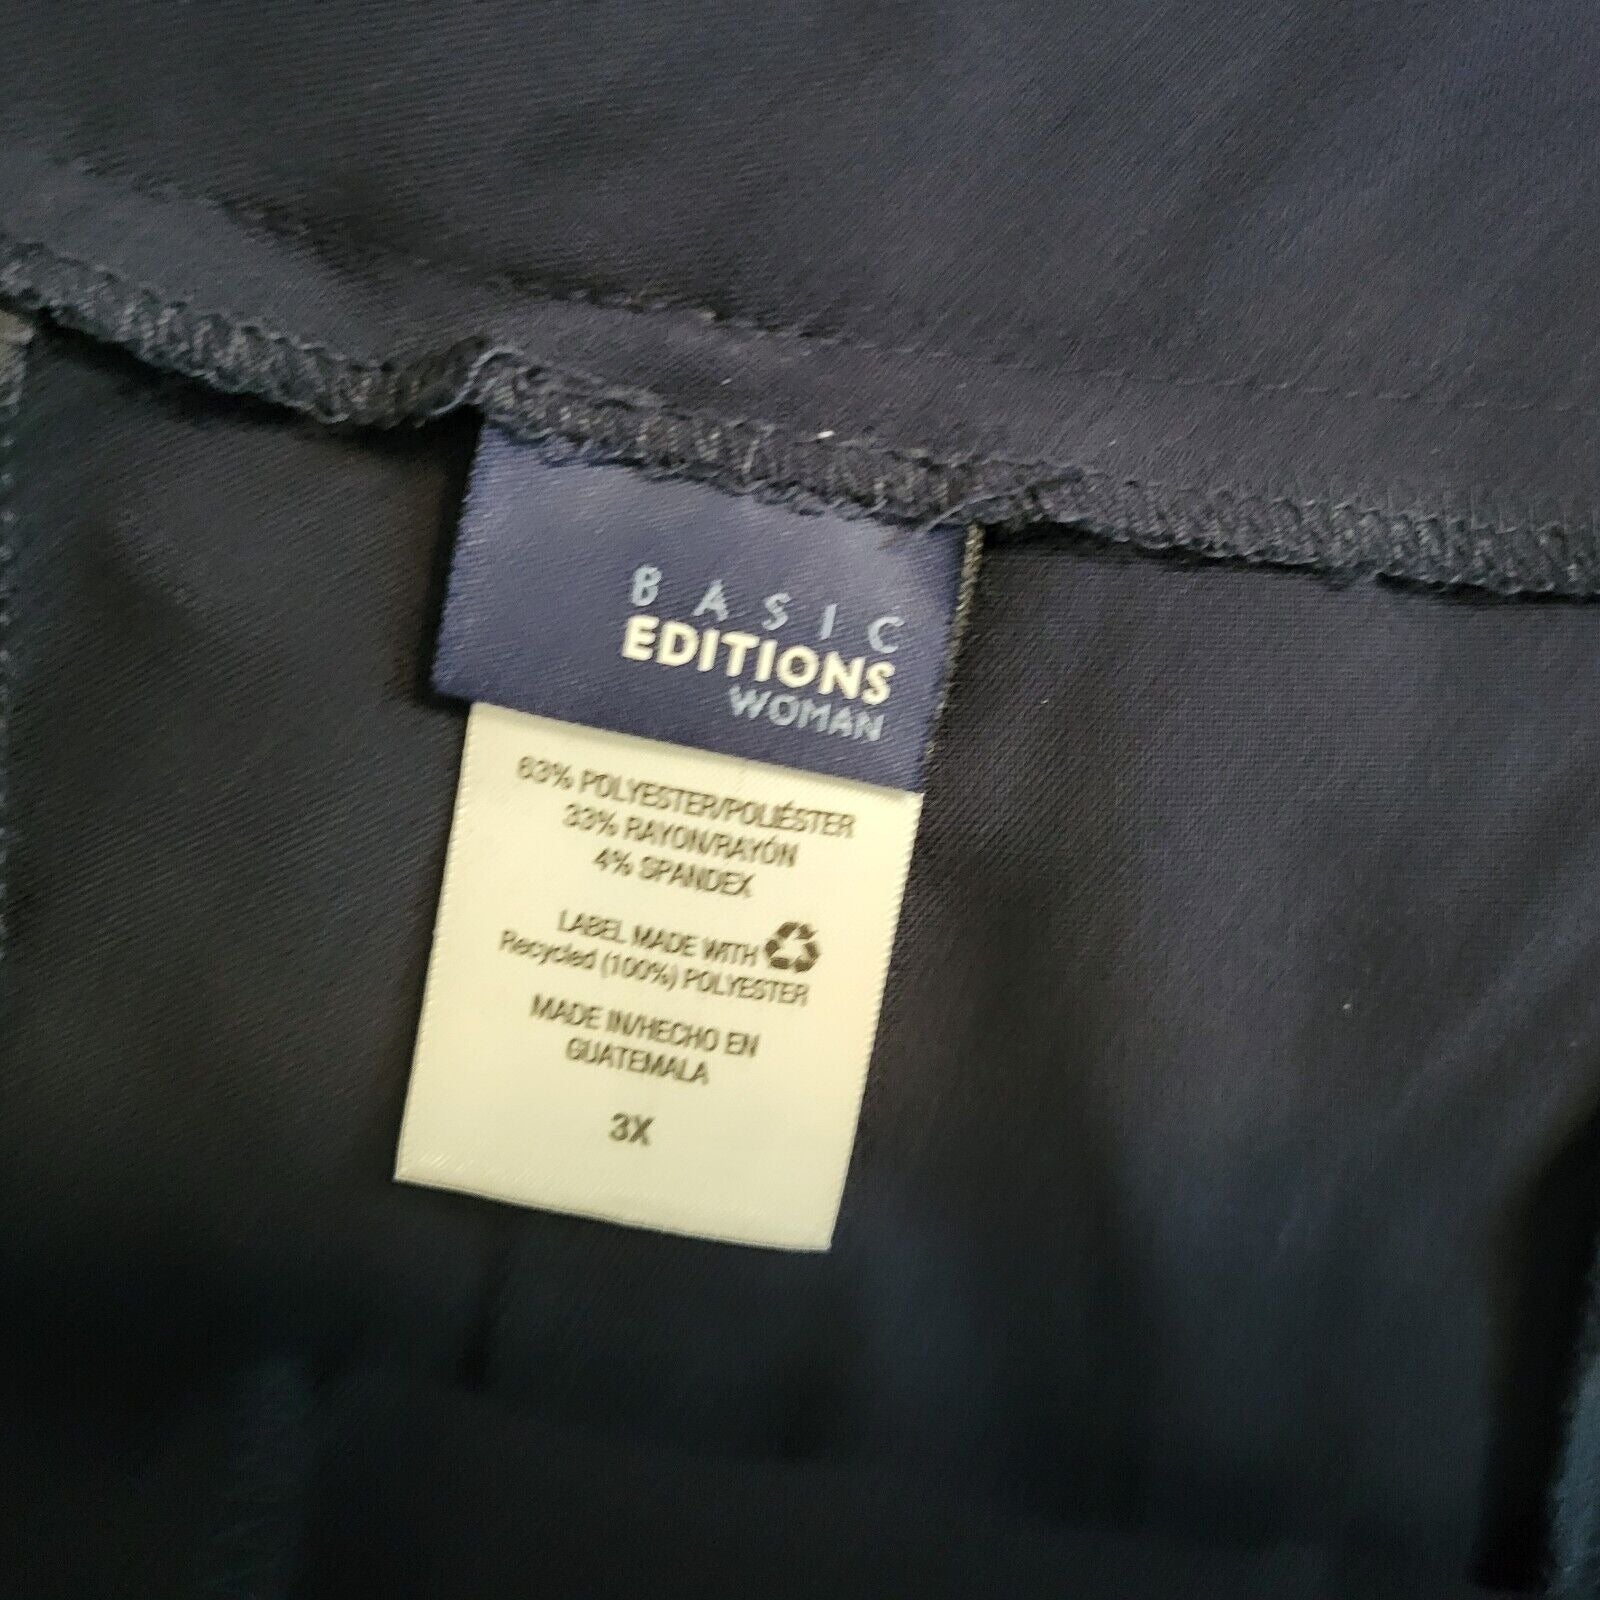 BASIC
EDITIONS
WOMAN
63% POLYESTER/POLIÉSTER
33% RAYON/RAYÓN
4% SPANDEX
LABEL MADE WITH
Recycled (100%) POLYESTER
MADE IN/HECHO EN
GUATEMALA
3X